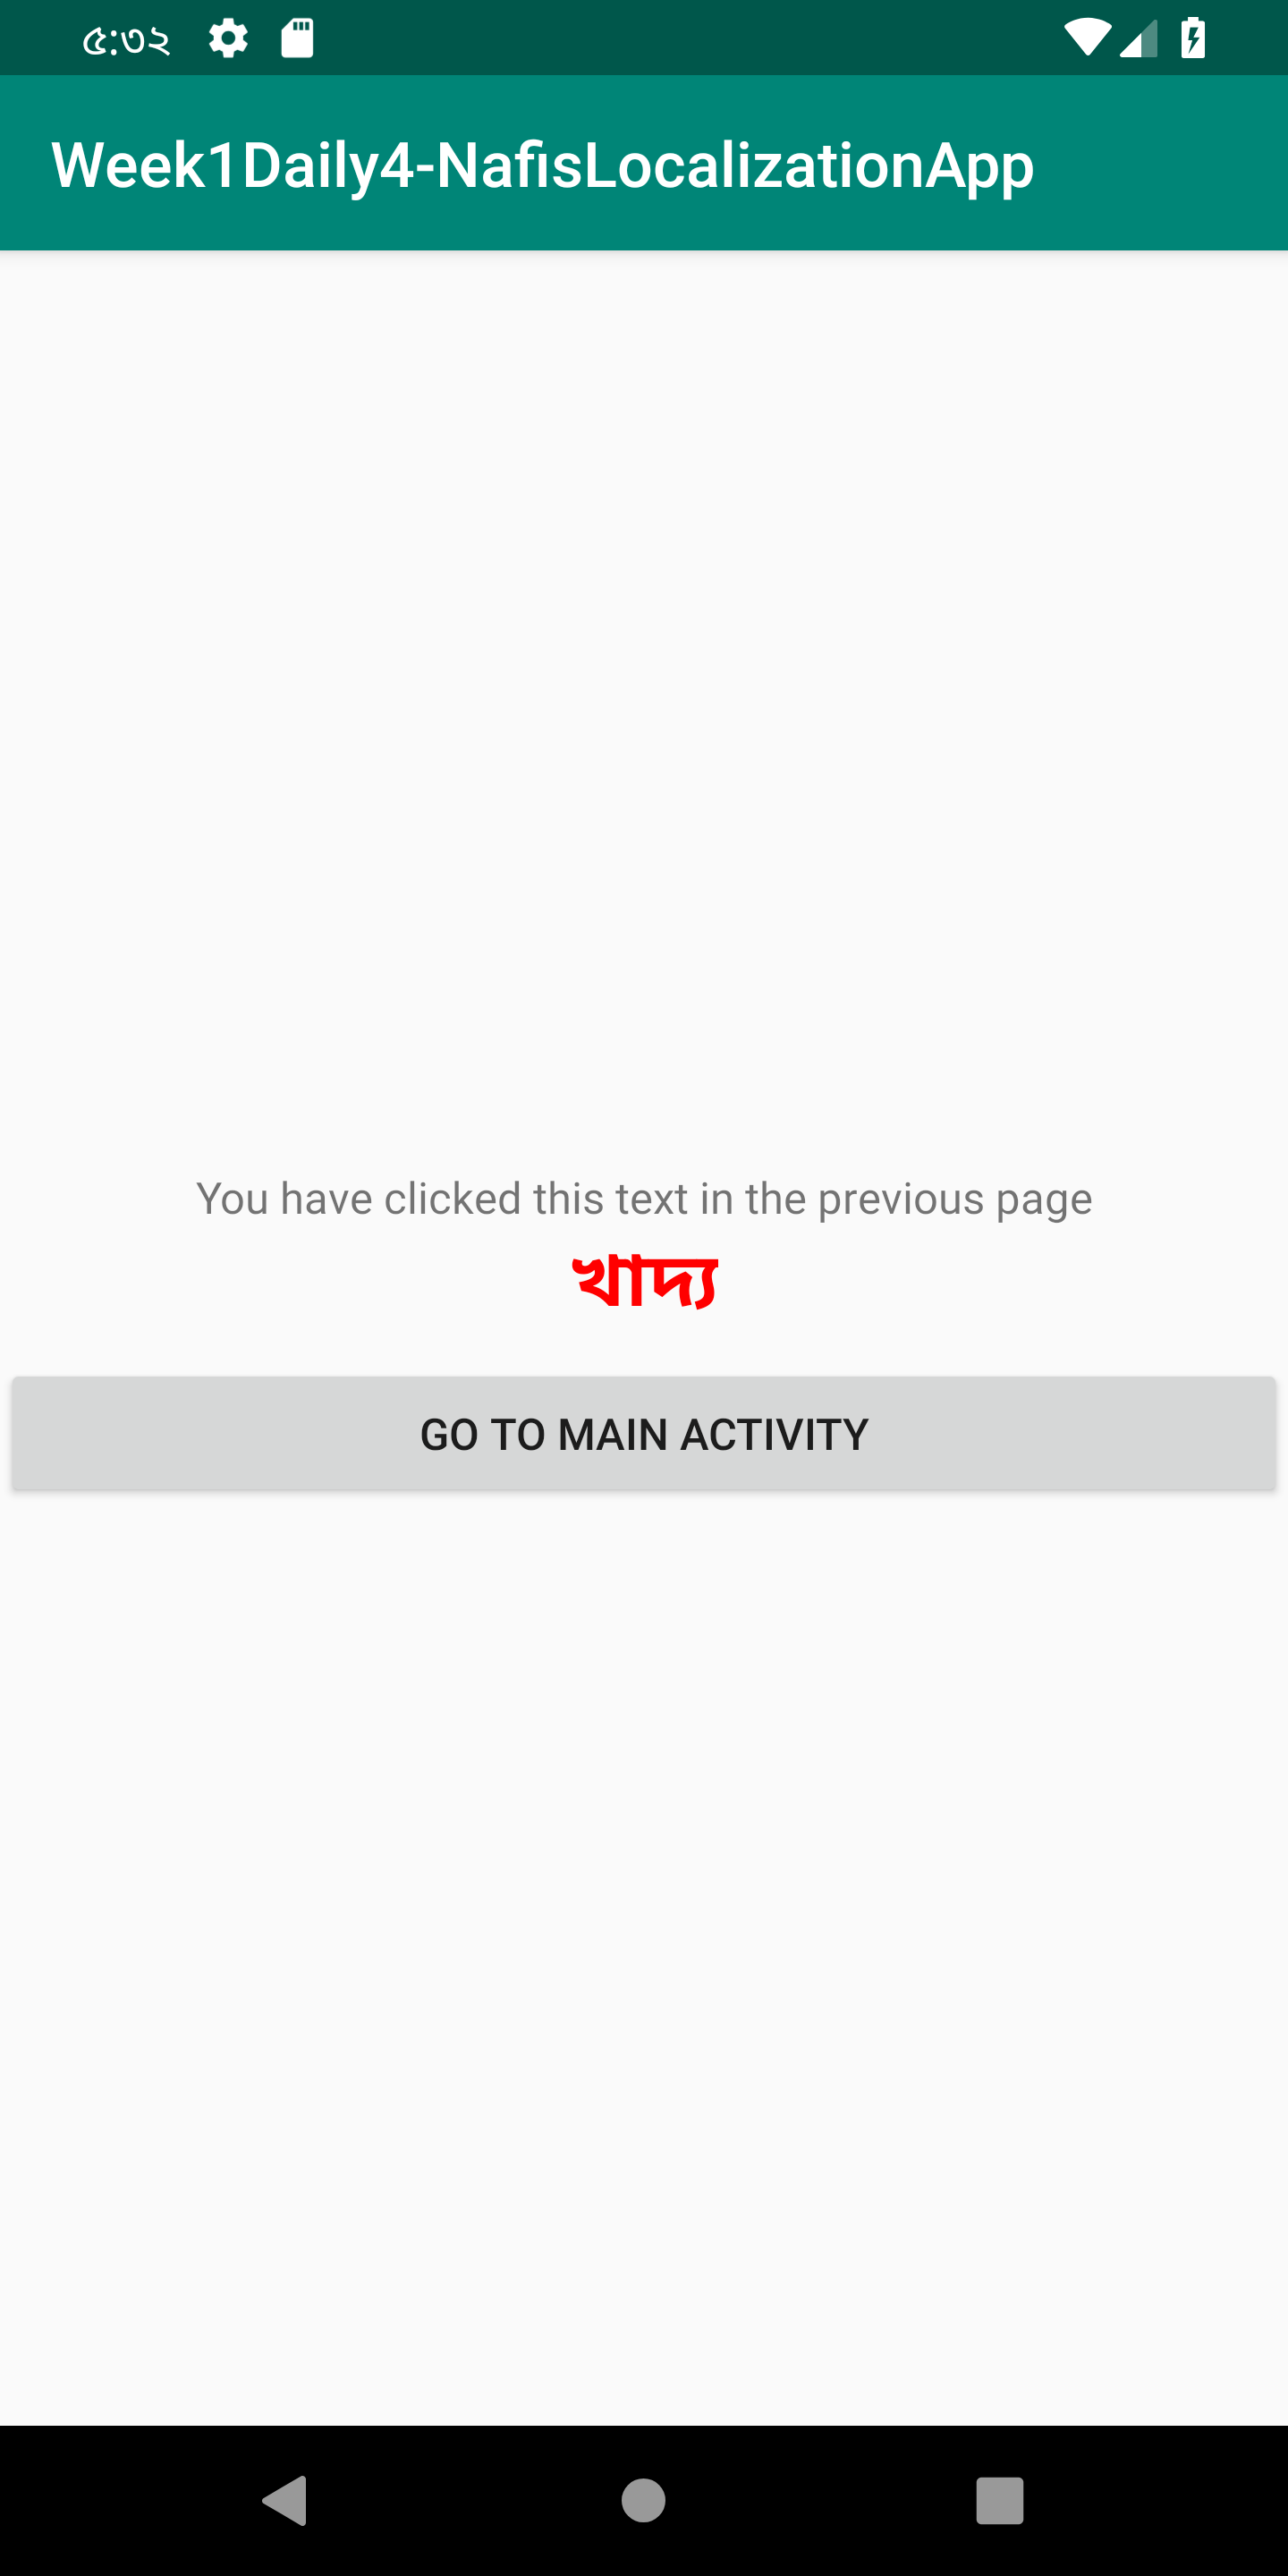 ৫:৩২
Week1Daily4-NafisLocalizationApp
You have clicked this text in the previous page
খাদ্য
GO TO MAIN ACTIVITY